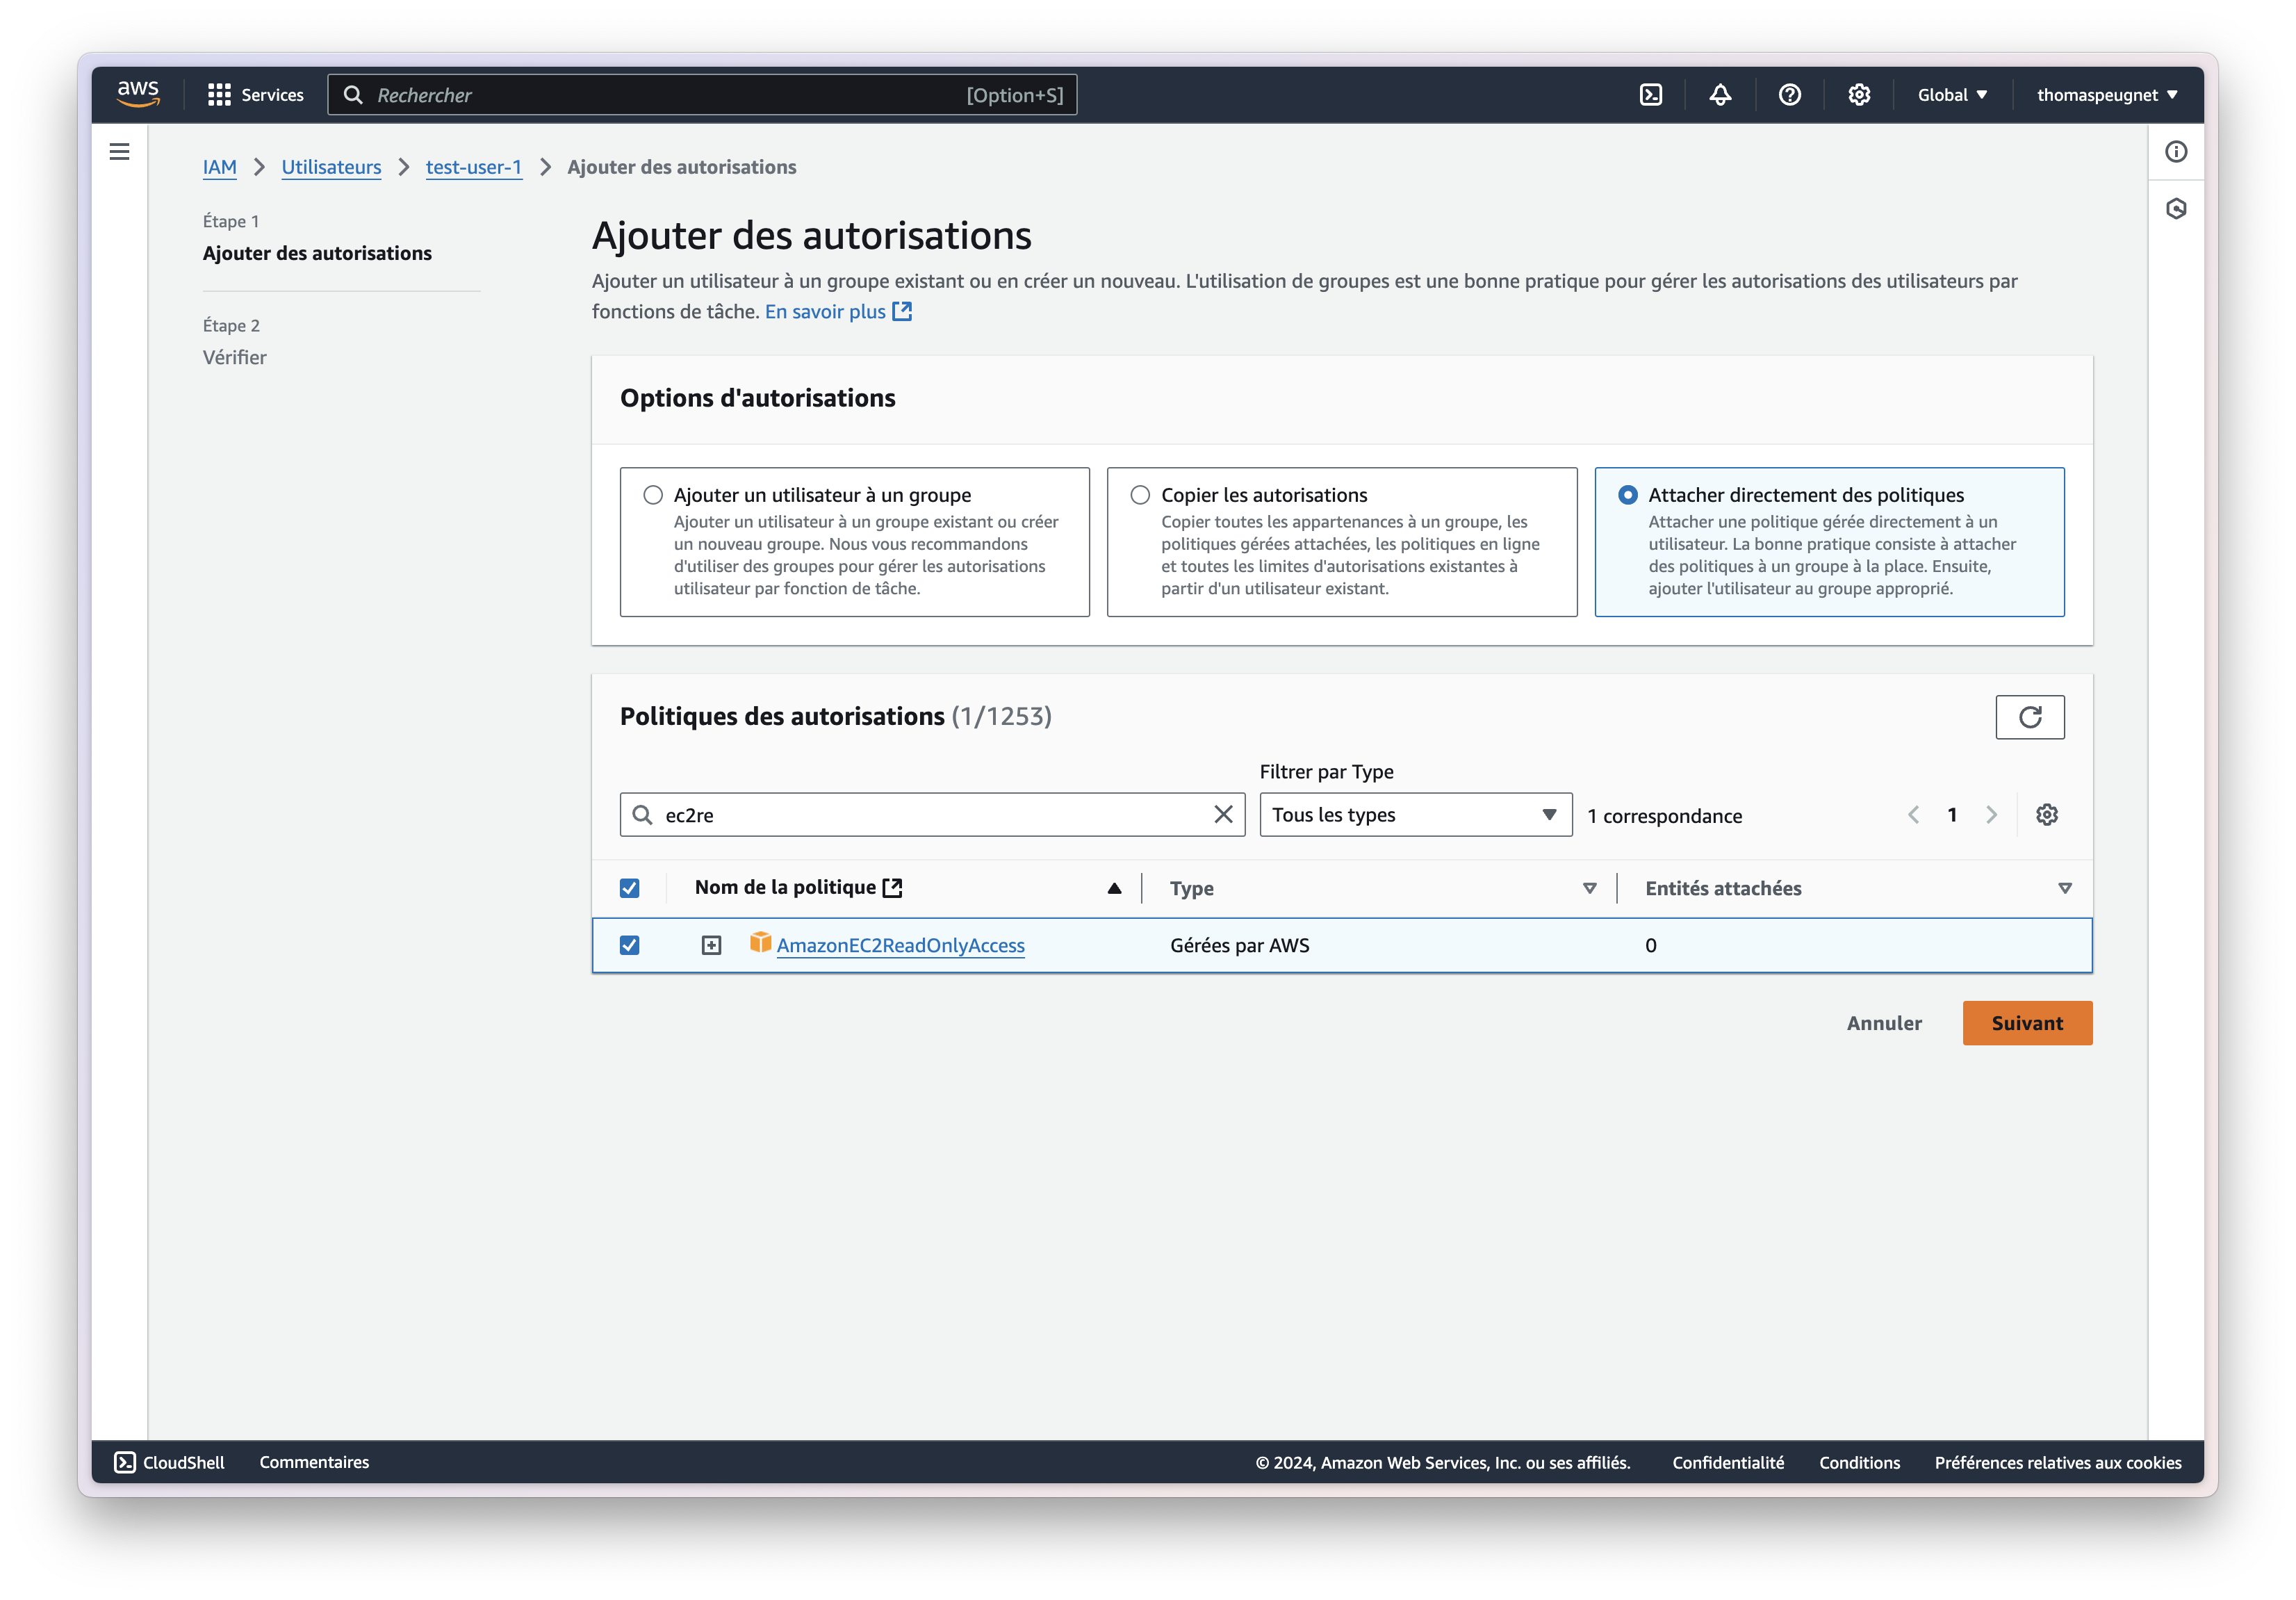 aws
Services
Rechercher
[Option+S]
Global
thomaspeugnet
IAM
Utilisateurs
test-user-1
Ajouter des autorisations
Étape 1
Ajouter des autorisations
Étape 2
Vérifier
Ajouter des autorisations
Ajouter un utilisateur à un groupe existant ou en créer un nouveau. L'utilisation de groupes est une bonne pratique pour gérer les autorisations des utilisateurs par
fonctions de tâche. En savoir plus
Options d'autorisations
Ajouter un utilisateur à un groupe
Ajouter un utilisateur à un groupe existant ou créer
un nouveau groupe. Nous vous recommandons
d'utiliser des groupes pour gérer les autorisations
utilisateur par fonction de tâche.
Copier les autorisations
Copier toutes les appartenances à un groupe, les
politiques gérées attachées, les politiques en ligne
et toutes les limites d'autorisations existantes à
partir d'un utilisateur existant.
Attacher directement des politiques
Attacher une politique gérée directement à un
utilisateur. La bonne pratique consiste à attacher
des politiques à un groupe à la place. Ensuite,
ajouter l'utilisateur au groupe approprié.
Politiques des autorisations (1/1253)
Filtrer par Type
ec2re
Tous les types
1 correspondance
1
Nom de la politique
Type
Entités attachées
AmazonEC2ReadOnlyAccess
Gérées par AWS
0
Annuler
Suivant
CloudShell
Commentaires
© 2024, Amazon Web Services, Inc. ou ses affiliés.
Confidentialité
Conditions
Préférences relatives aux cookies